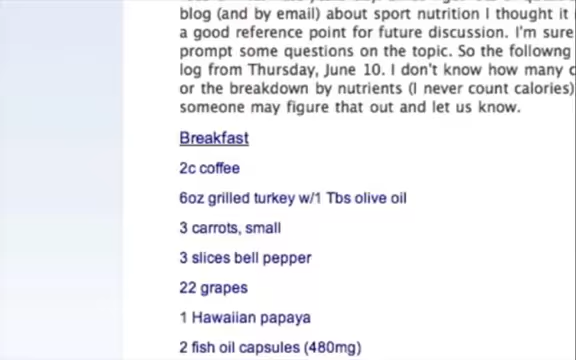 blog (and by email) about sport nutrition I thought it
a good reference point for future discussion. I'm sure
prompt some questions on the topic. So the followng
log from Thursday, June 10. I don't know how many
or the breakdown by nutrients (I never count calories)
someone may figure that out and let us know.
Breakfast
2c coffee
6oz grilled turkey w/1 Tbs olive oil
3 carrots, small
3 slices bell pepper
22 grapes
1 Hawaiian papaya
2 fish oil capsules (480mg)